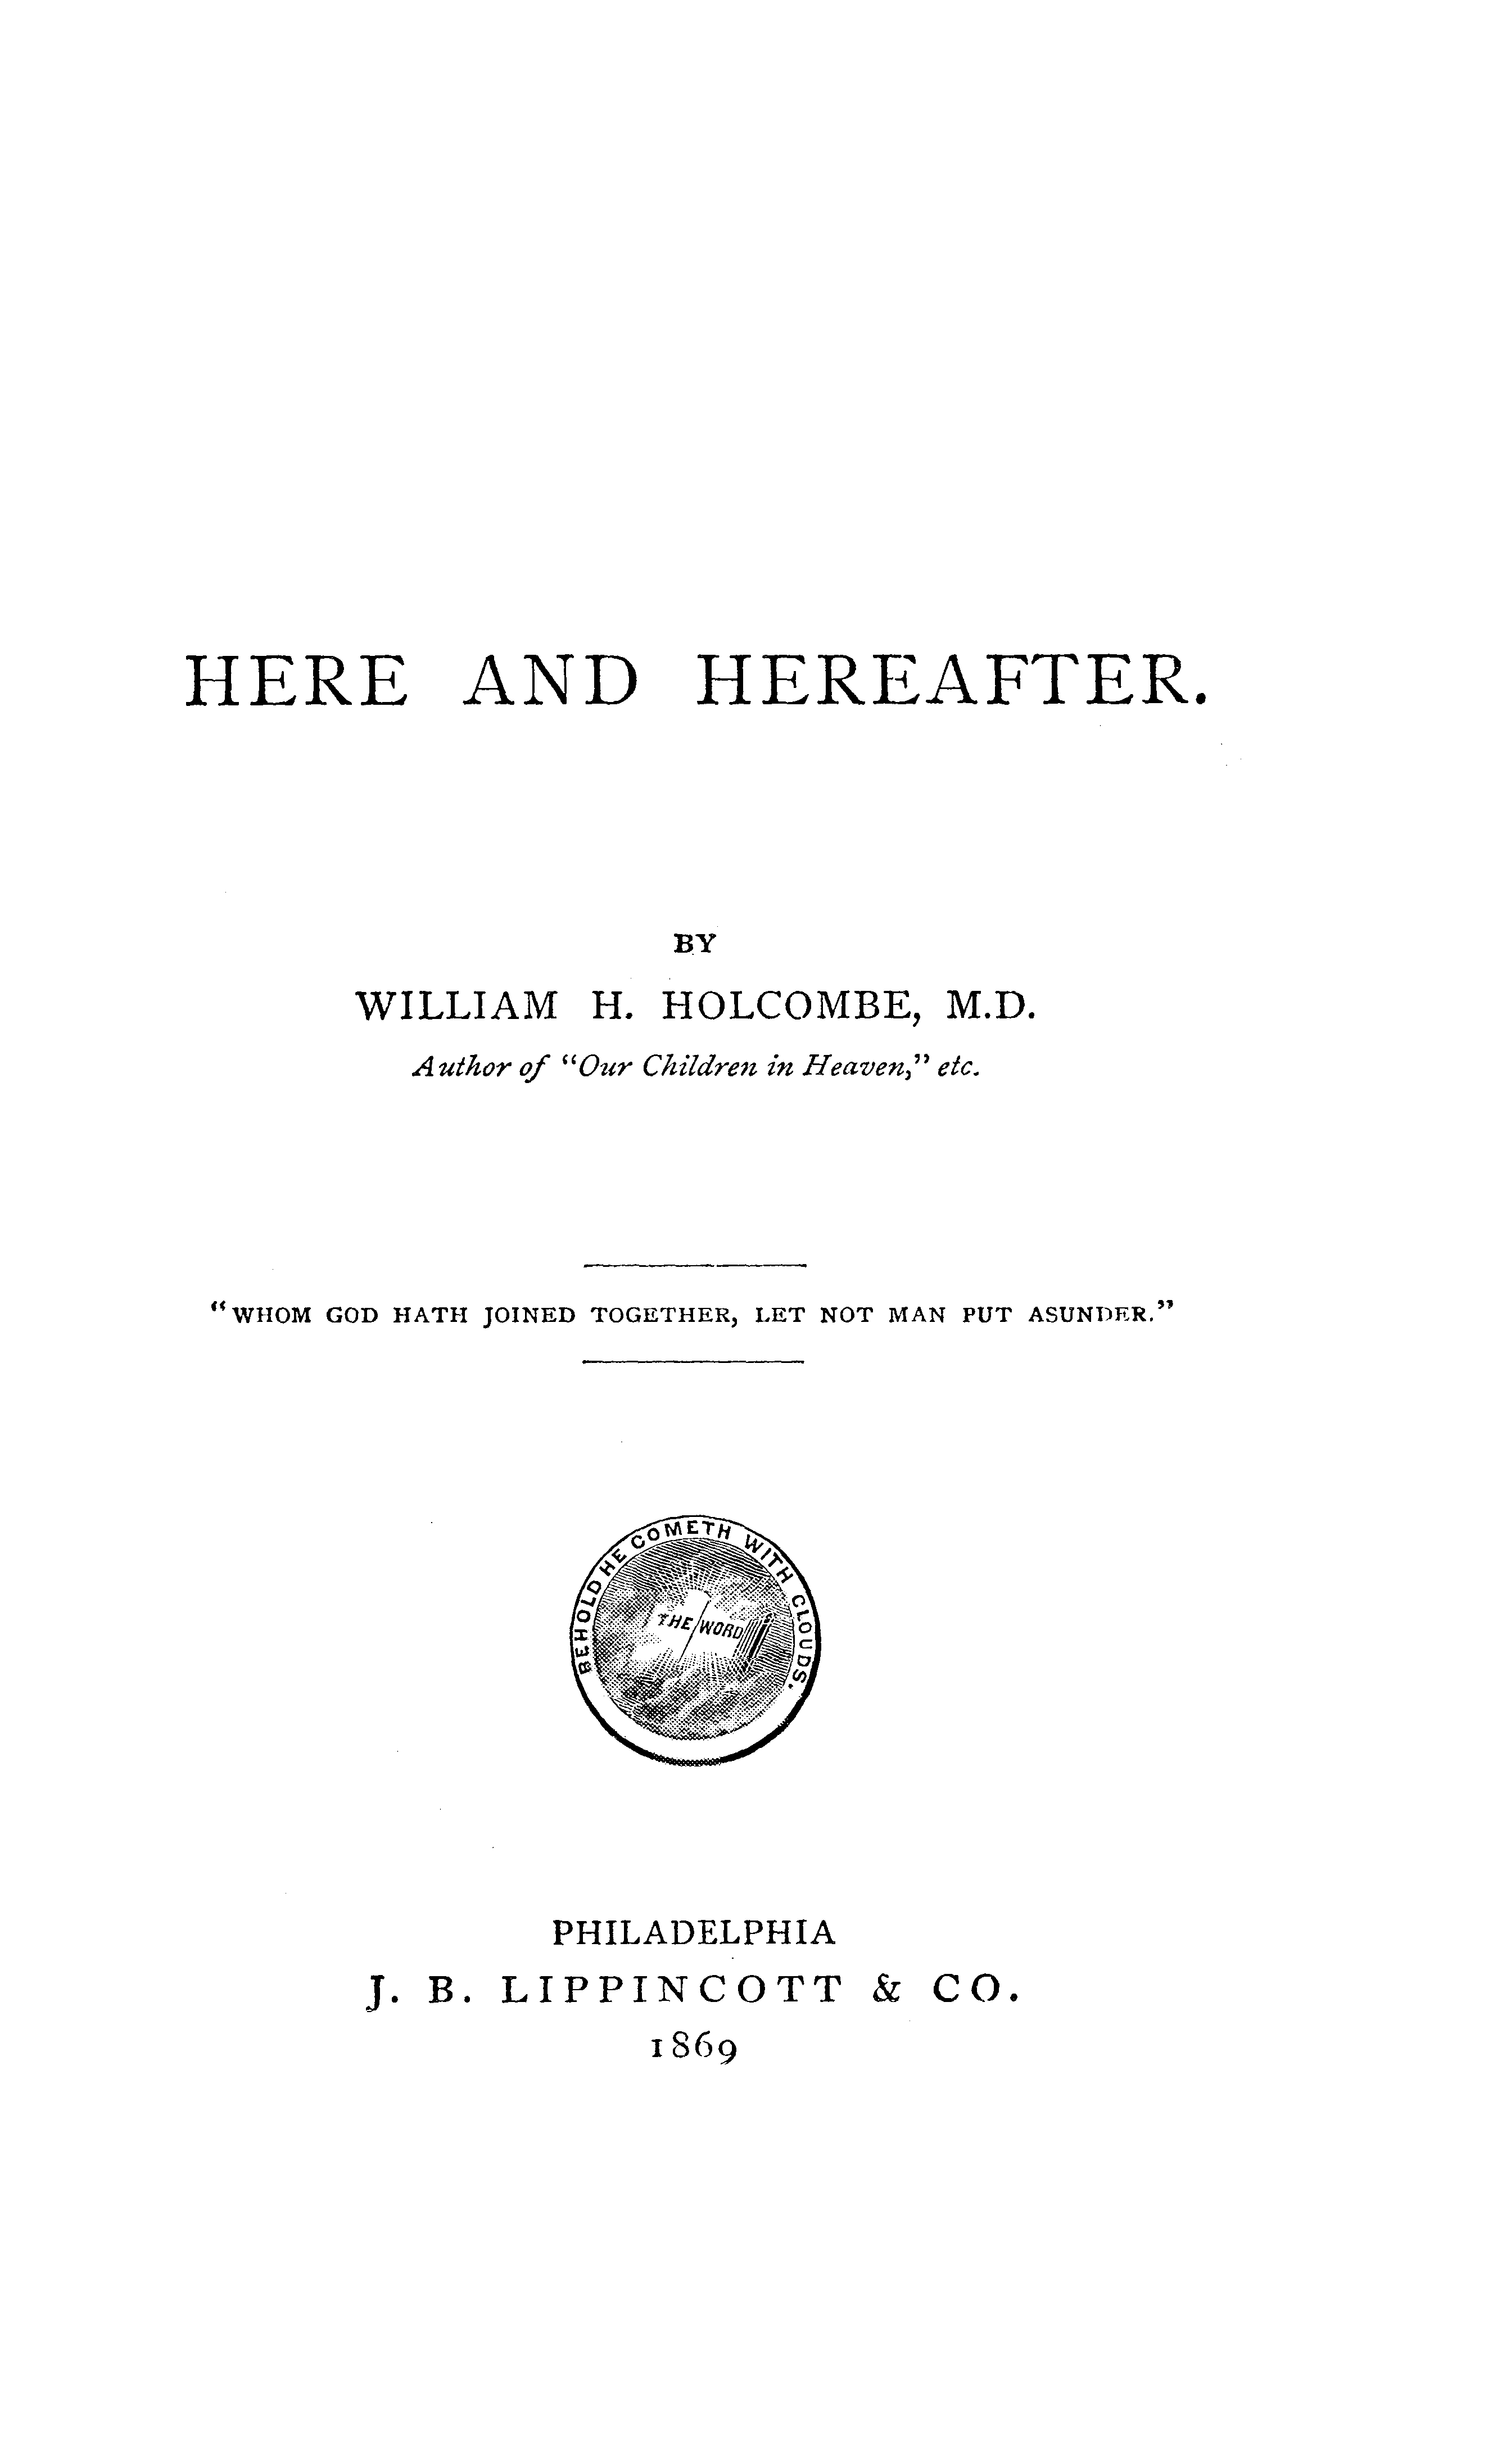 HERE AND HEREAFTER.
BY
WILLIAM H. HOLCOMBE, M.D.
Author of “Our Children in Heaven,” etc.
“WHOM GOD HATH JOINED TOGETHER, LET NOT MAN PUT ASUNDER.”
BEHOLD HE COMETH WITH CLOUDS.
THE WORD
PHILADELPHIA
J. B. LIPPINCOTT & CO.
1869